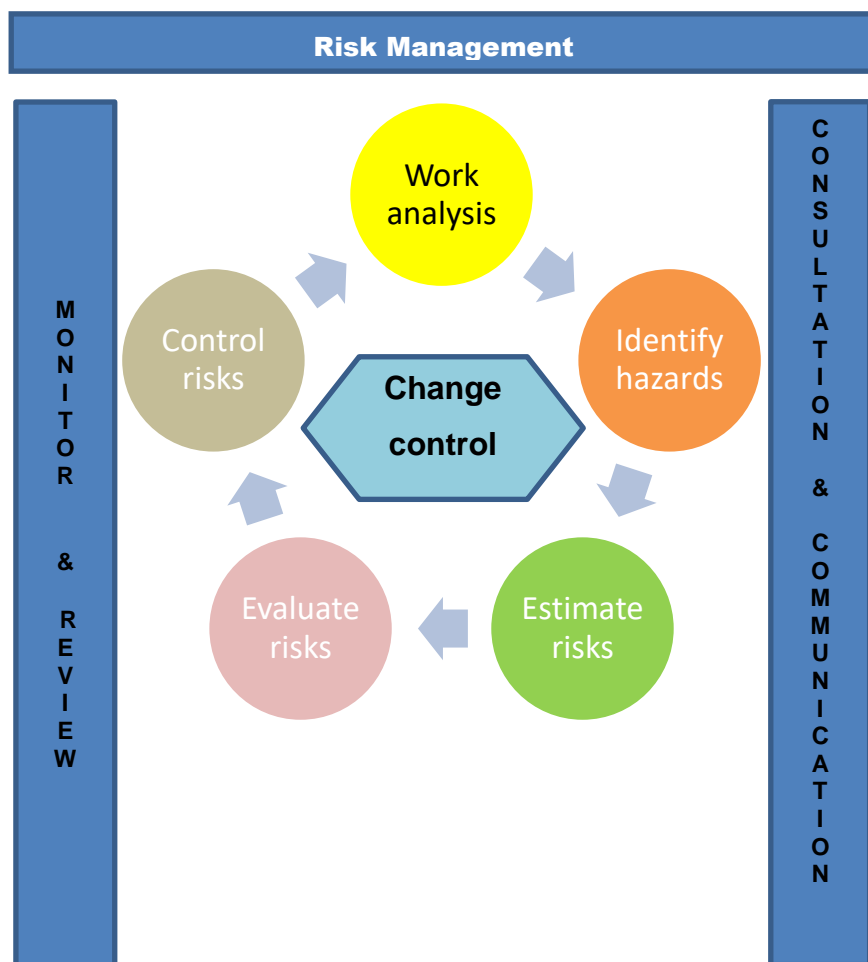 Risk Management
Work
analysis
Identify
hazards
Estimate
risks
Evaluate
risks
Control
risks
Change
control
MONITOR & REVIEW
CONSULTATION & COMMUNICATION